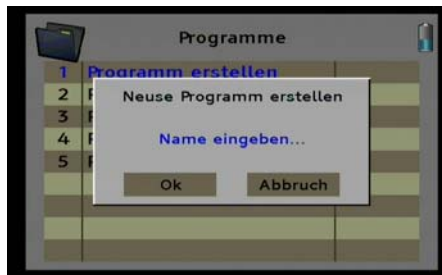 Programme
1 Programm erstellen
2 P
Neuse Programm erstellen
3
4
Name eingeben...
5
Ok Abbruch